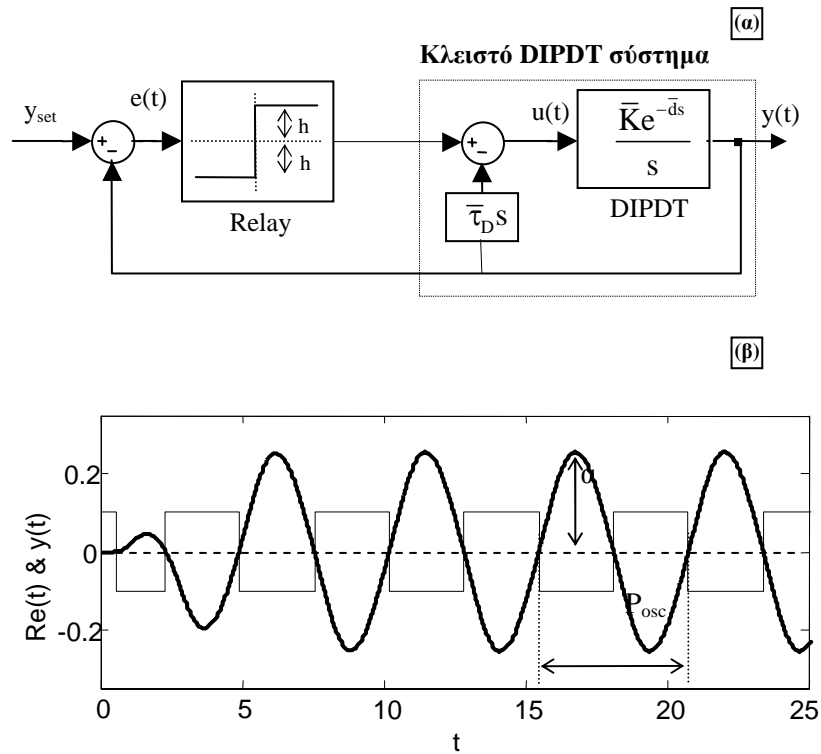 (α)
Κλειστό DIPDT σύστημα
y_set
e(t)
+
-
h
h
Relay
+
-
u(t)
K̅e^{-d̅s}
s
y(t)
DIPDT
τ̅_D s
(β)
Re(t) & y(t)
0.2
0
-0.2
α
P_osc
0 5 10 15 20 25
t